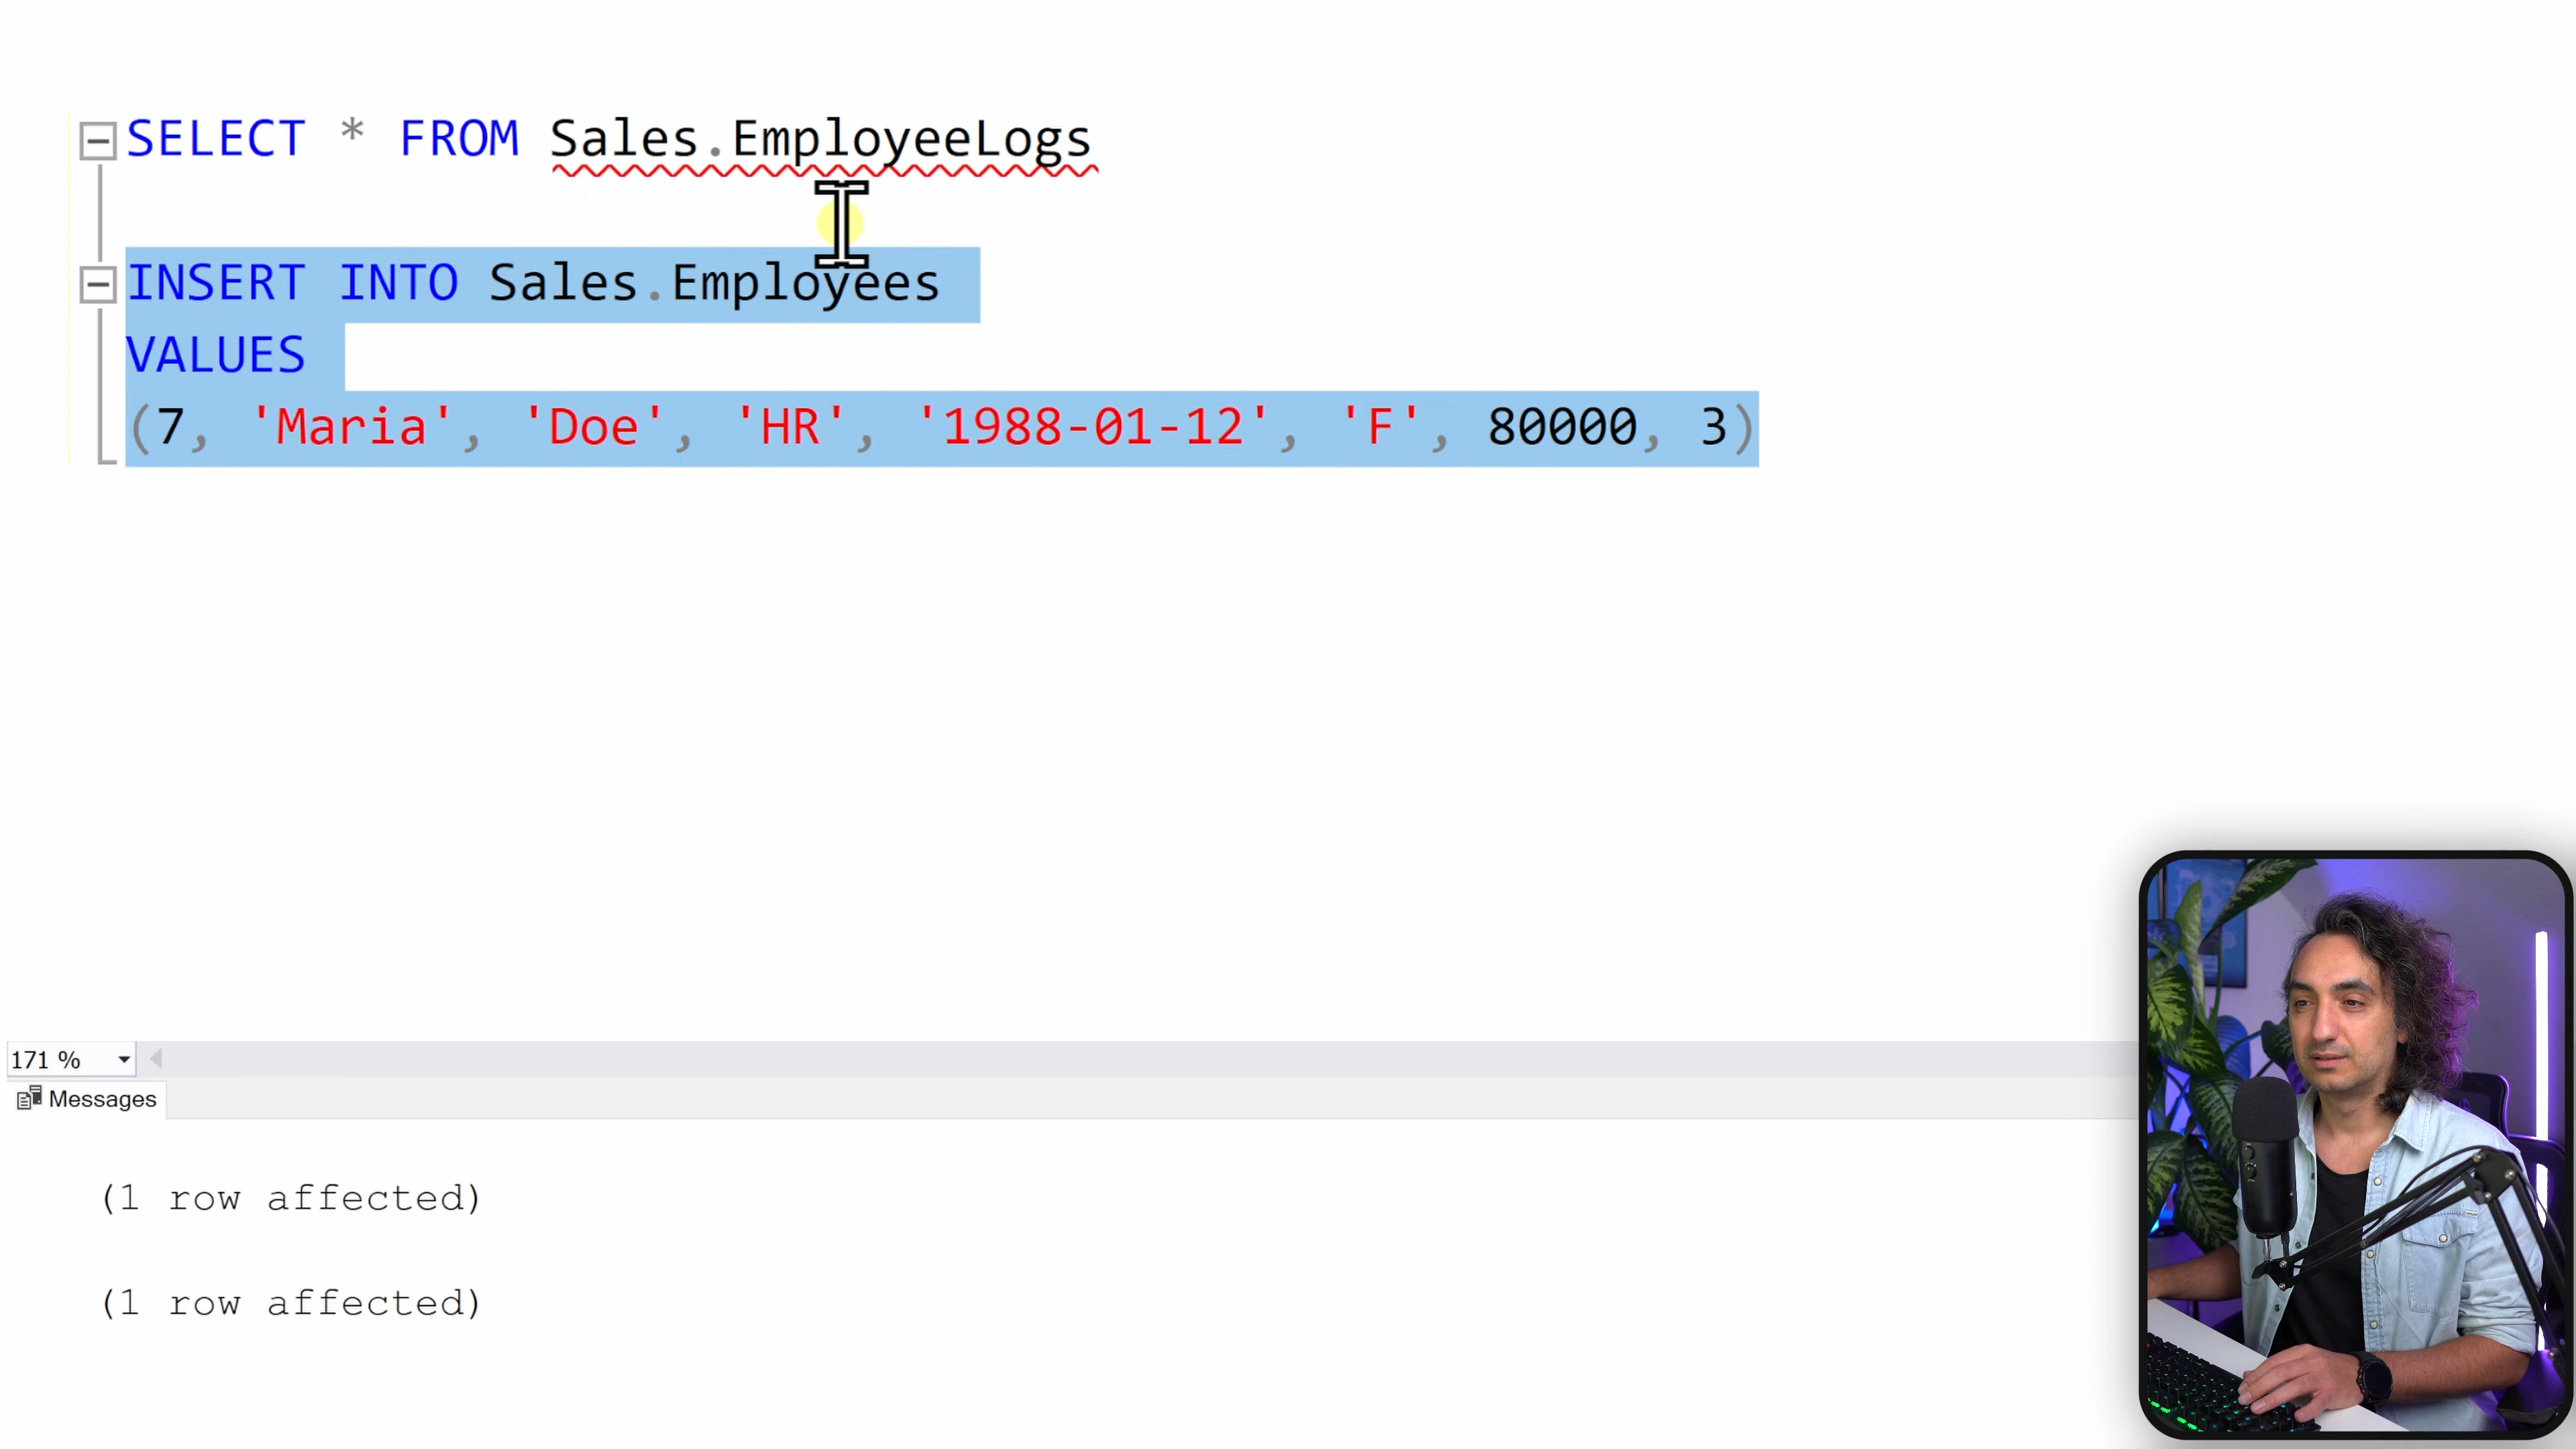 SELECT * FROM Sales.EmployeeLogs
INSERT INTO Sales.Employees
VALUES
(7, 'Maria', 'Doe', 'HR', '1988-01-12', 'F', 80000, 3)
171 %
Messages
(1 row affected)
(1 row affected)